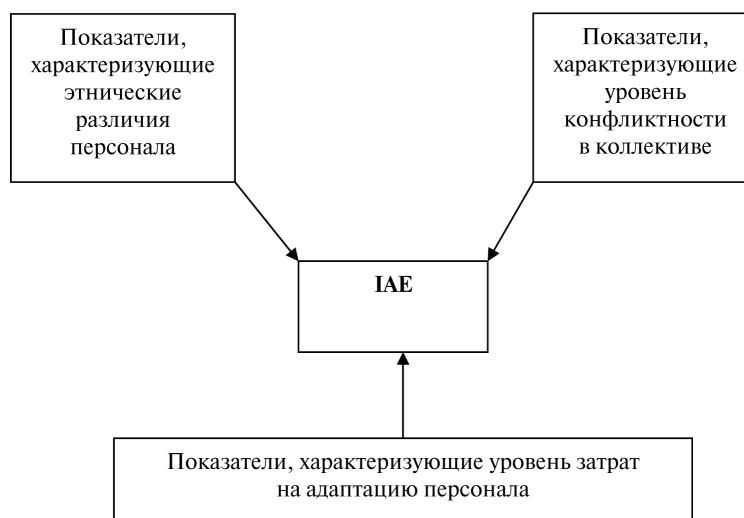 Показатели,
характеризующие
этнические
различия
персонала
Показатели,
характеризующие
уровень
конфликтности
в коллективе
IAE
Показатели, характеризующие уровень затрат
на адаптацию персонала